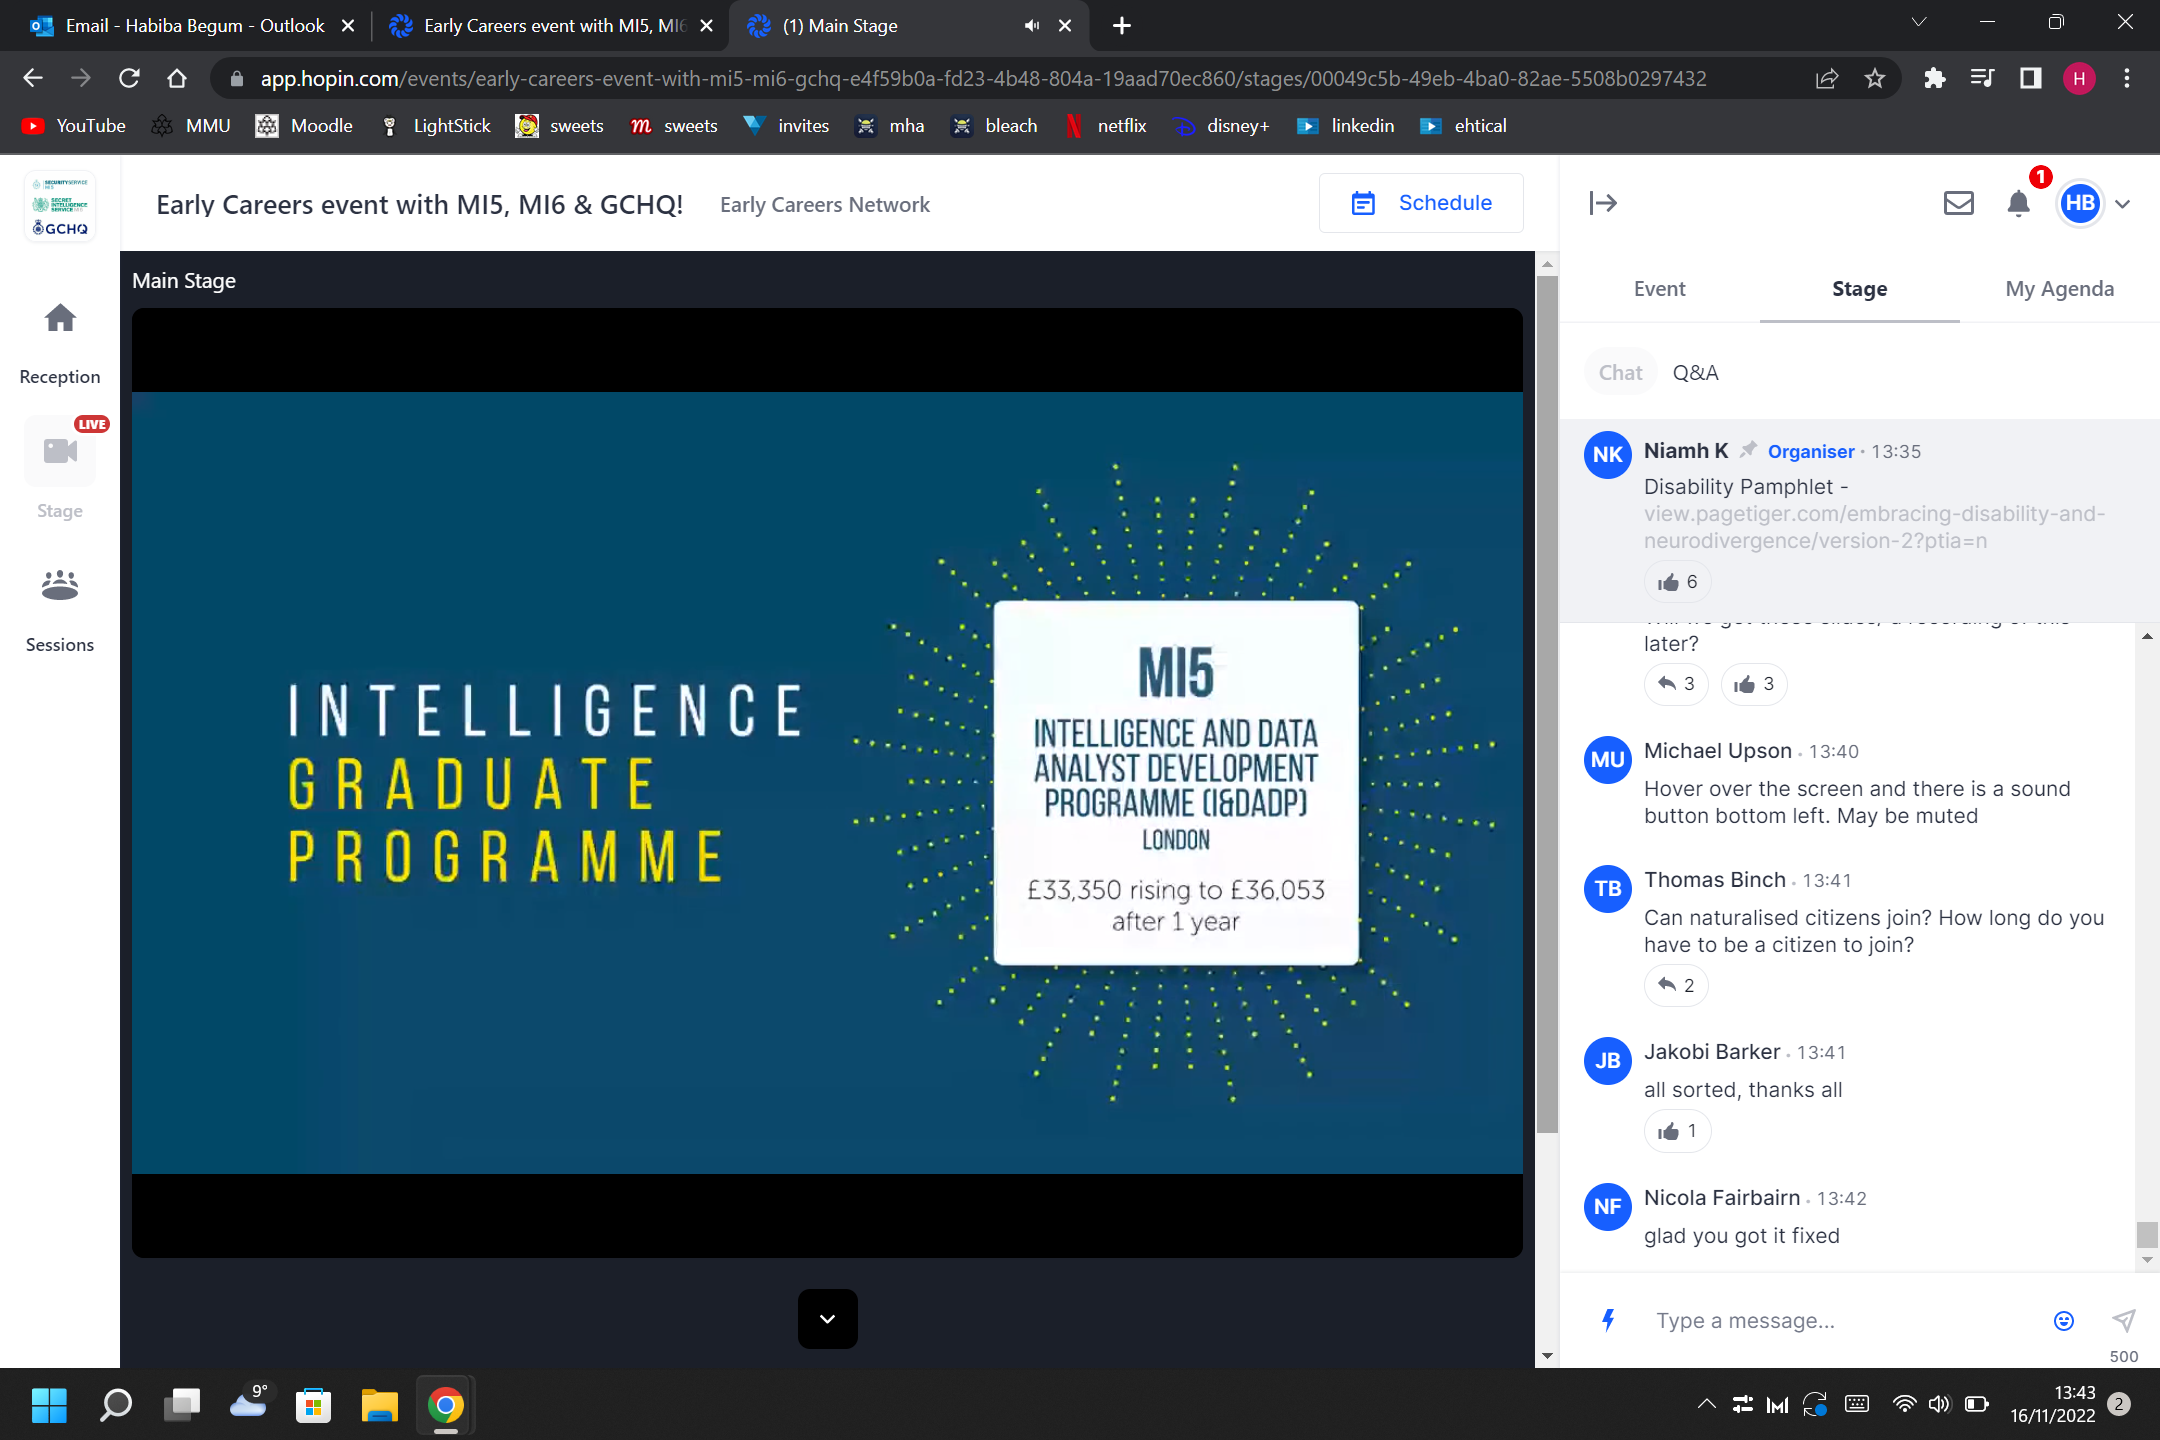 Email - Habiba Begum - Outlook
Early Careers event with MI5, MI6
(1) Main Stage
app.hopin.com/events/early-careers-event-with-mi5-mi6-gchq-e4f59b0a-fd23-4b48-804a-19aad70ec860/stages/00049c5b-49eb-4ba0-82ae-5508b0297432
H
YouTube MMU Moodle LightStick sweets sweets invites mha bleach netflix disney+ linkedin ehtical
SECURITY SERVICE
MI5
SECRET
INTELLIGENCE
SERVICE MI6
GCHQ
Early Careers event with MI5, MI6 & GCHQ!
Early Careers Network
Schedule
1
HB
Reception
LIVE
Stage
Sessions
Main Stage
INTELLIGENCE
GRADUATE
PROGRAMME
MI5
INTELLIGENCE AND DATA
ANALYST DEVELOPMENT
PROGRAMME (I&DADP)
LONDON
£33,350 rising to £36,053
after 1 year
Event Stage My Agenda
Chat Q&A
NK
Niamh K Organiser · 13:35
Disability Pamphlet -
view.pagetiger.com/embracing-disability-and-
neurodivergence/version-2?ptia=n
6
later?
3 3
MU
Michael Upson · 13:40
Hover over the screen and there is a sound
button bottom left. May be muted
TB
Thomas Binch · 13:41
Can naturalised citizens join? How long do you
have to be a citizen to join?
2
JB
Jakobi Barker · 13:41
all sorted, thanks all
1
NF
Nicola Fairbairn · 13:42
glad you got it fixed
Type a message...
500
9°
13:43
16/11/2022
2